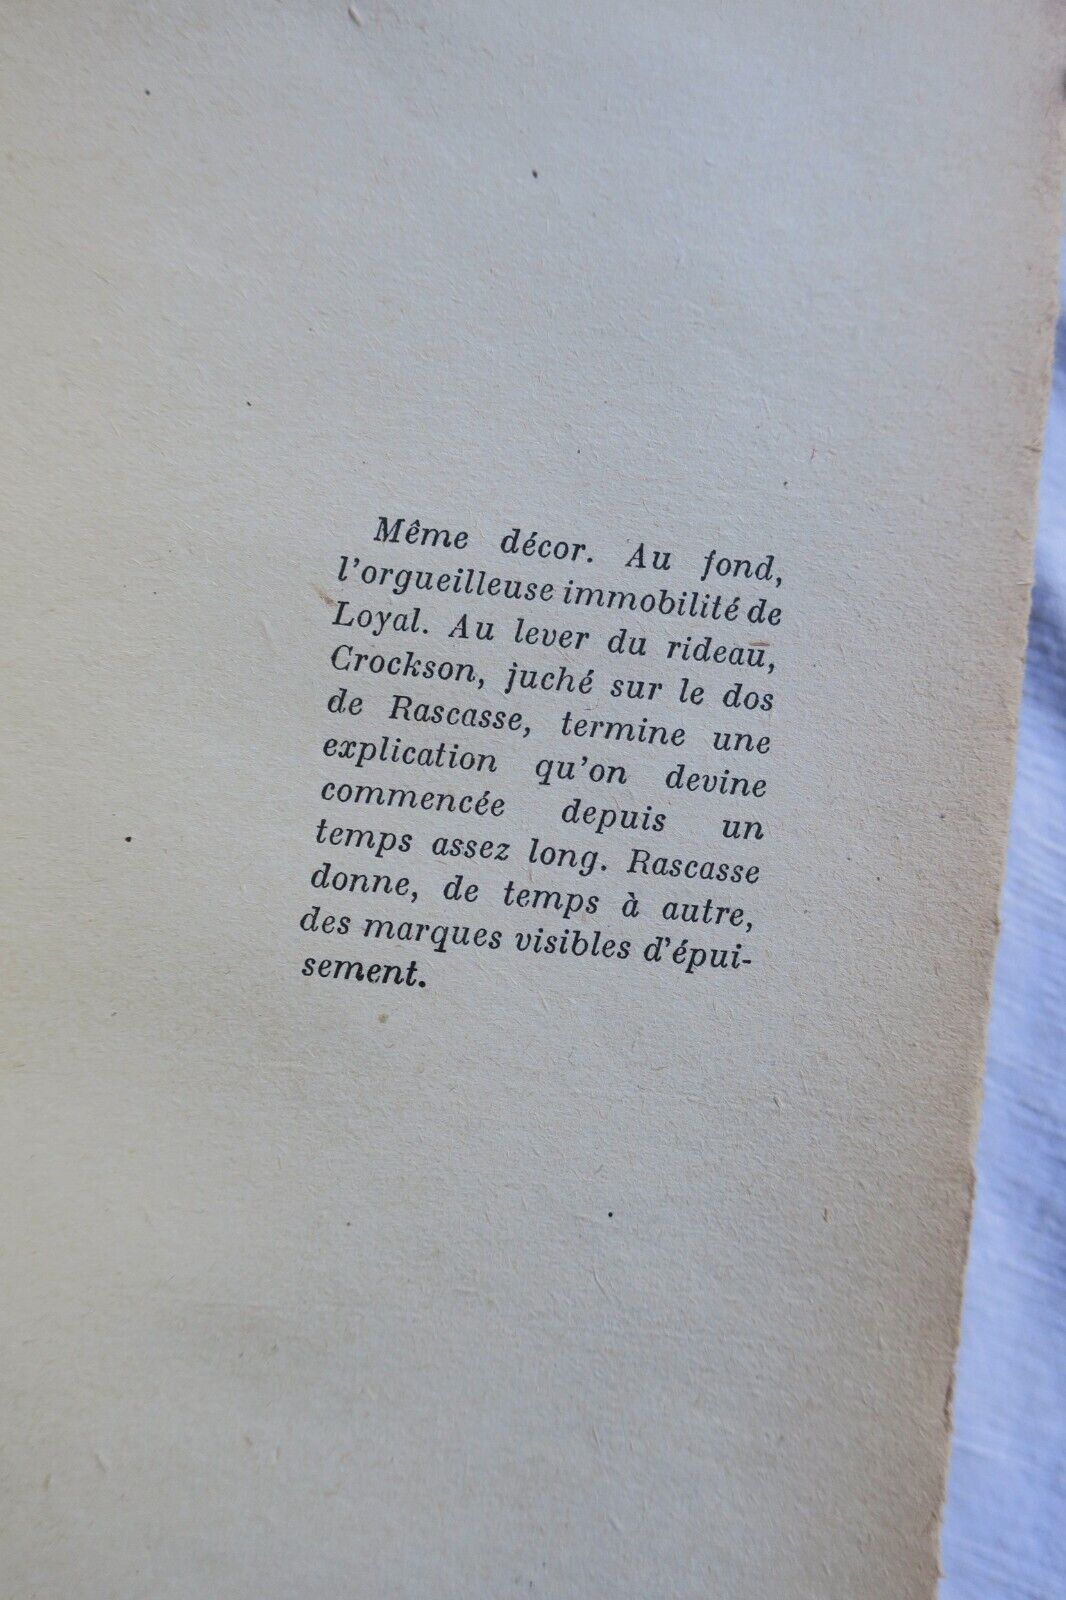 Même décor. Au fond,
l'orgueilleuse immobilité de
Loyal. Au lever du rideau,
Crockson, juché sur le dos
de Rascasse, termine une
explication qu'on devine
commencée depuis un
temps assez long. Rascasse
donne, de temps à autre,
des marques visibles d'épui-
sement.